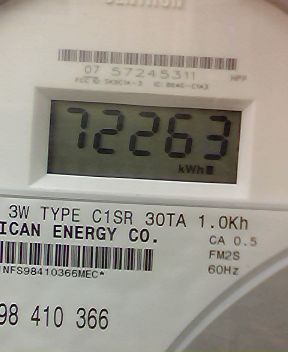 07 57245311 HPP
72263
kWh
3W TYPE C1SR 30TA 1.0Kh
ICAN ENERGY CO.
CA 0.5
FM2S
NFS98410366MEC*
60Hz
98 410 366